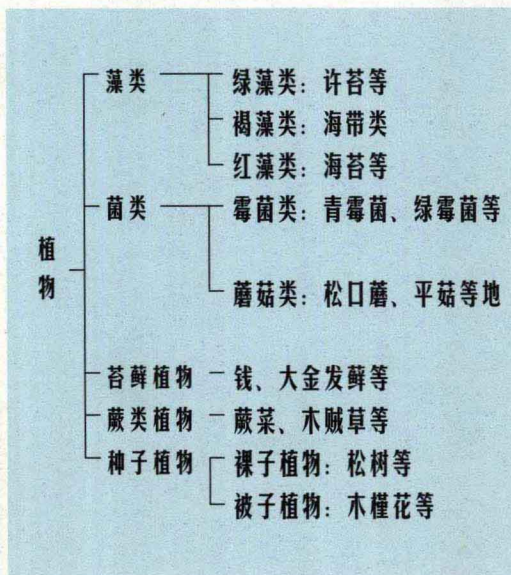 植物
藻类 绿藻类：许苔等
褐藻类：海带类
红藻类：海苔等
菌类 霉菌类：青霉菌、绿霉菌等
蘑菇类：松口蘑、平菇等地
苔藓植物 钱、大金发藓等
蕨类植物 蕨菜、木贼草等
种子植物 裸子植物：松树等
被子植物：木槿花等